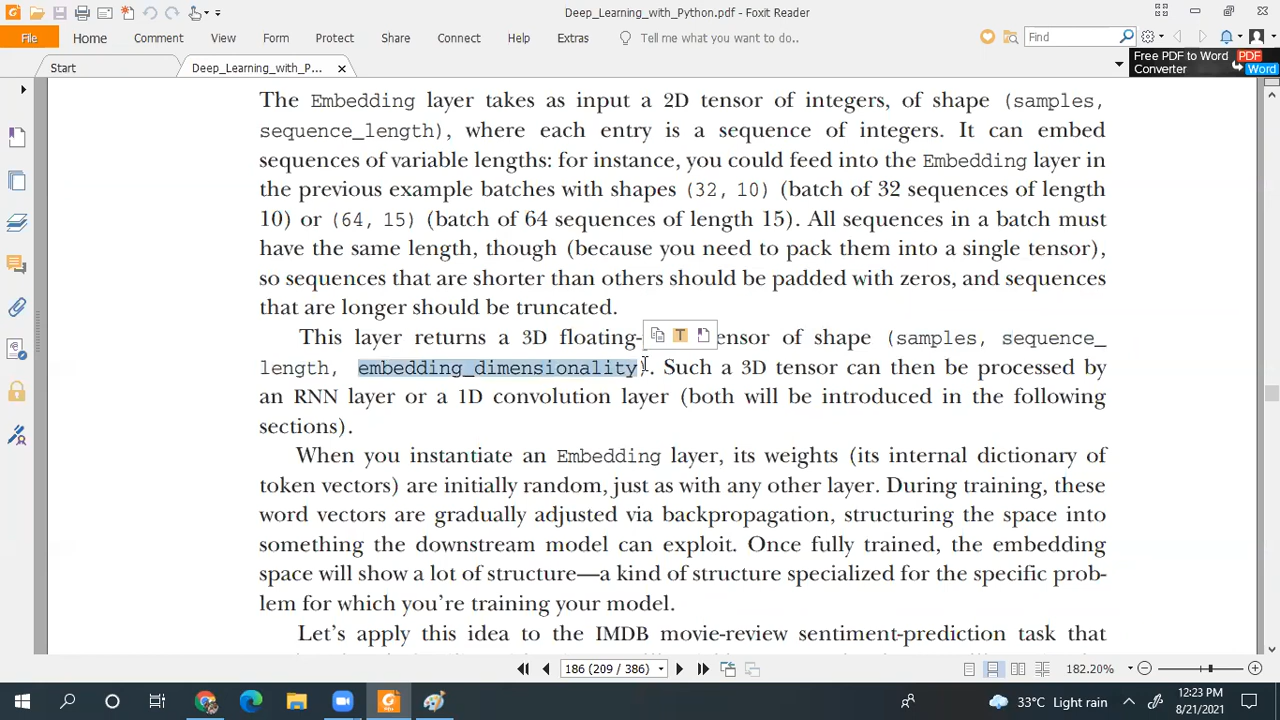 Deep_Learning_with_Python.pdf - Foxit Reader
File Home Comment View Form Protect Share Connect Help Extras Tell me what you want to do.. Find
Start Deep_Learning_with_P... Free PDF to Word Converter PDF Word
The Embedding layer takes as input a 2D tensor of integers, of shape (samples,
sequence_length), where each entry is a sequence of integers. It can embed
sequences of variable lengths: for instance, you could feed into the Embedding layer in
the previous example batches with shapes (32, 10) (batch of 32 sequences of length
10) or (64, 15) (batch of 64 sequences of length 15). All sequences in a batch must
have the same length, though (because you need to pack them into a single tensor),
so sequences that are shorter than others should be padded with zeros, and sequences
that are longer should be truncated.
This layer returns a 3D floating- ensor of shape (samples, sequence_
length, embedding_dimensionality). Such a 3D tensor can then be processed by
an RNN layer or a 1D convolution layer (both will be introduced in the following
sections).
When you instantiate an Embedding layer, its weights (its internal dictionary of
token vectors) are initially random, just as with any other layer. During training, these
word vectors are gradually adjusted via backpropagation, structuring the space into
something the downstream model can exploit. Once fully trained, the embedding
space will show a lot of structure—a kind of structure specialized for the specific prob-
lem for which you're training your model.
Let's apply this idea to the IMDB movie-review sentiment-prediction task that
186 (209 / 386) 182.20%
33°C Light rain 12:23 PM
8/21/2021